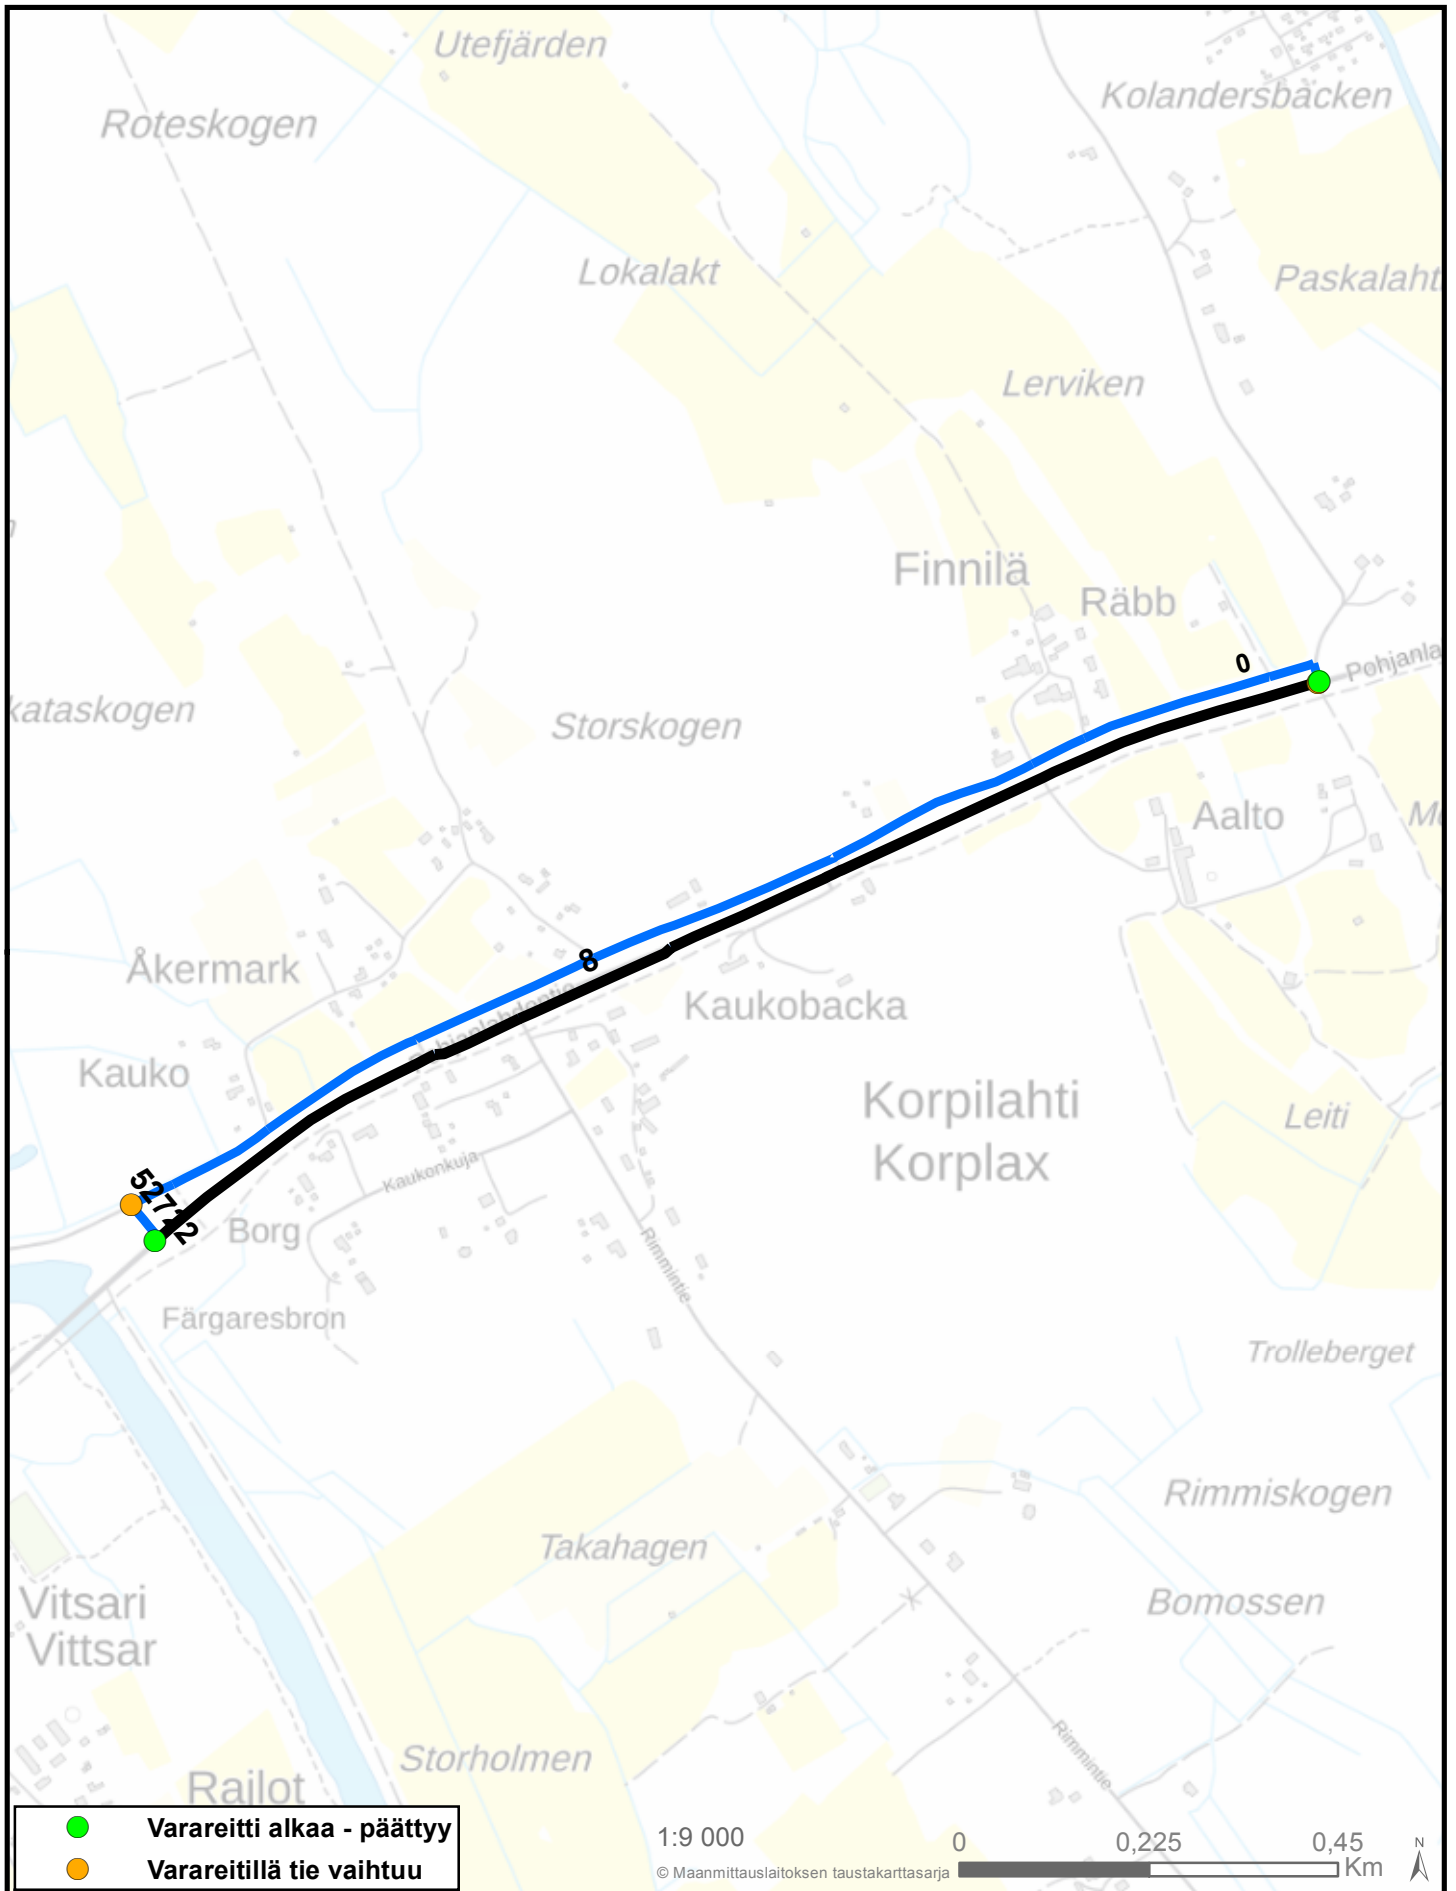 Utefjärden
Kolandersbacken
Roteskogen
Lokalakt
Paskalaht
Lerviken
Finnilä
Räbb
0
Pohjanla
kataskogen
Storskogen
Aalto
Åkermark
8
Kaukobacka
Kauko
Korpilahti
Korplax
Leiti
Kaukonkuja
52722
Borg
Rimmintie
Färgaresbron
Trolleberget
Rimmiskogen
Takahagen
Vitsari
Vittsar
Bomossen
Rimmintie
Storholmen
Rajlot
Varareitti alkaa - päättyy
Varareitillä tie vaihtuu
1:9 000
© Maanmittauslaitoksen taustakarttasarja
0 0,225 0,45
Km
N